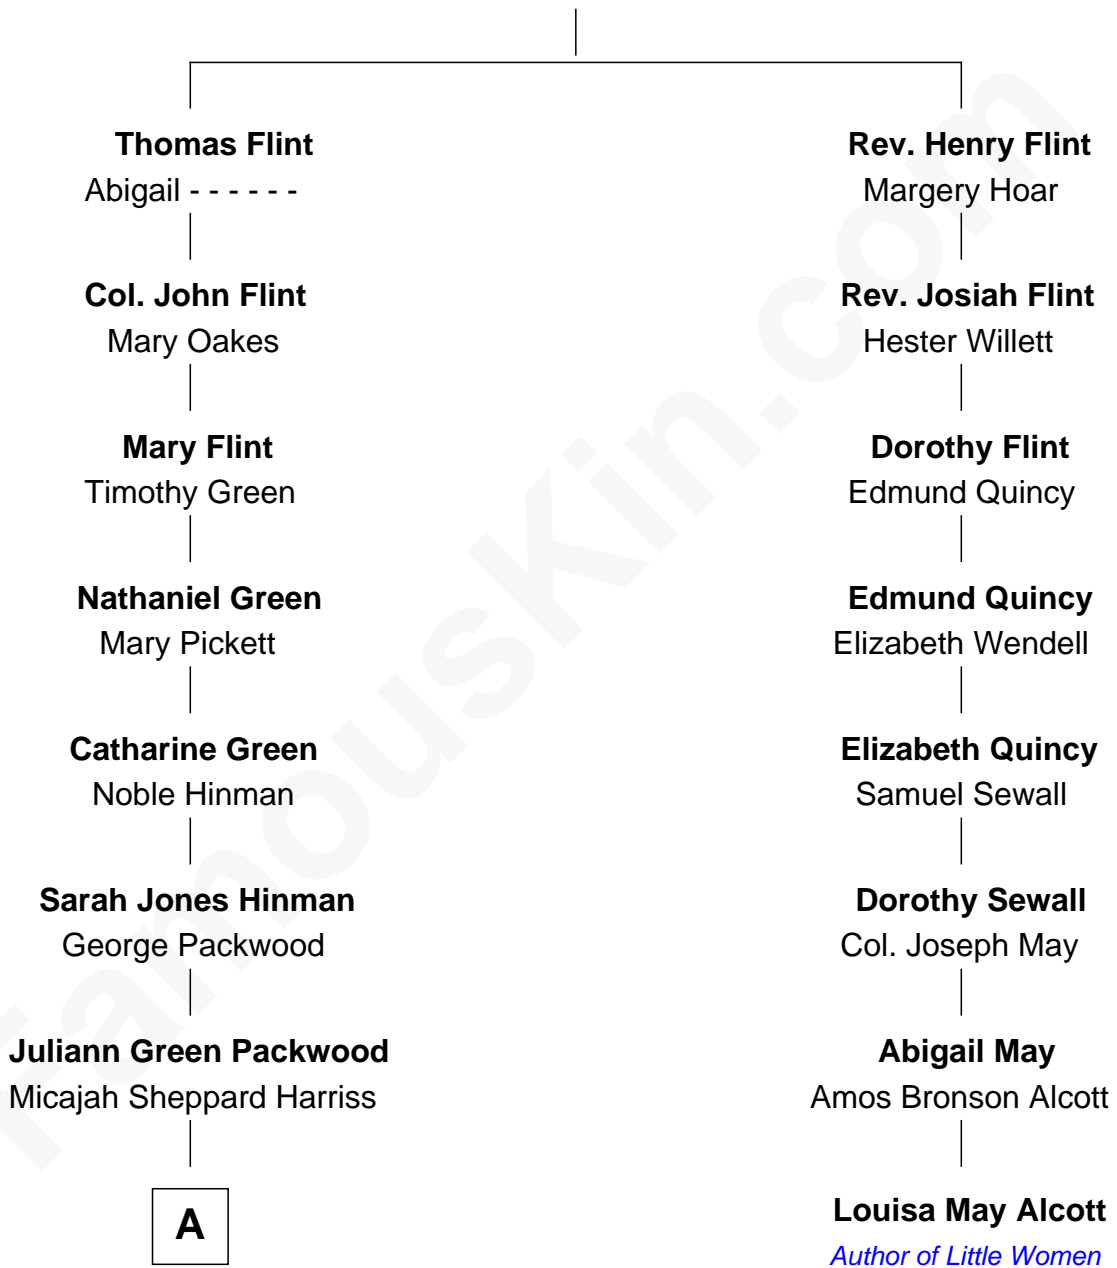 Thomas Flint
Abigail - - - - - -
Rev. Henry Flint
Margery Hoar
Col. John Flint
Mary Oakes
Rev. Josiah Flint
Hester Willett
Mary Flint
Timothy Green
Dorothy Flint
Edmund Quincy
Nathaniel Green
Mary Pickett
Edmund Quincy
Elizabeth Wendell
Catharine Green
Noble Hinman
Elizabeth Quincy
Samuel Sewall
Sarah Jones Hinman
George Packwood
Dorothy Sewall
Col. Joseph May
Juliann Green Packwood
Micajah Sheppard Harriss
Abigail May
Amos Bronson Alcott
A
Louisa May Alcott
Author of Little Women
FamousKin.com